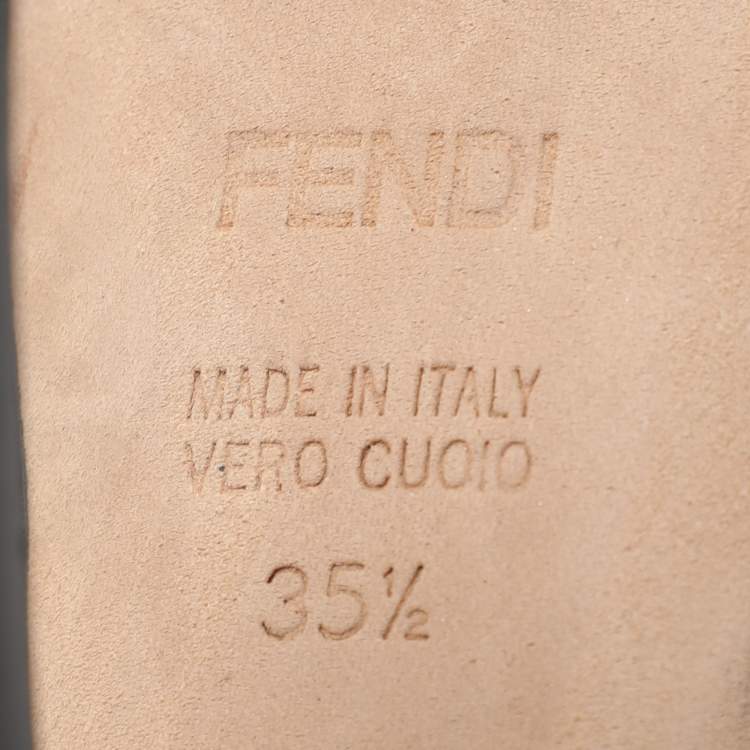 FENDI
MADE IN ITALY
VERO CUOIO
35½